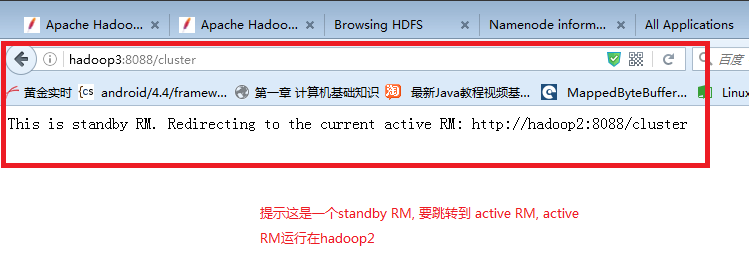 Apache Hadoo...
Apache Hadoo...
Browsing HDFS
Namenode inform...
All Applications
hadoop3:8088/cluster
百度
黄金实时
{cs android/4.4/framew...
第一章 计算机基础知识
淘 最新Java教程视频基...
MappedByteBuffer...
Linux
This is standby RM. Redirecting to the current active RM: http://hadoop2:8088/cluster
提示这是一个standby RM, 要跳转到 active RM, active
RM运行在hadoop2